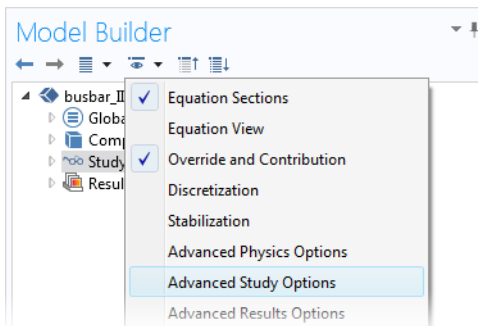 Model Builder
busbar_II
Globa
Comp
Study
Resul
Equation Sections
Equation View
Override and Contribution
Discretization
Stabilization
Advanced Physics Options
Advanced Study Options
Advanced Results Options